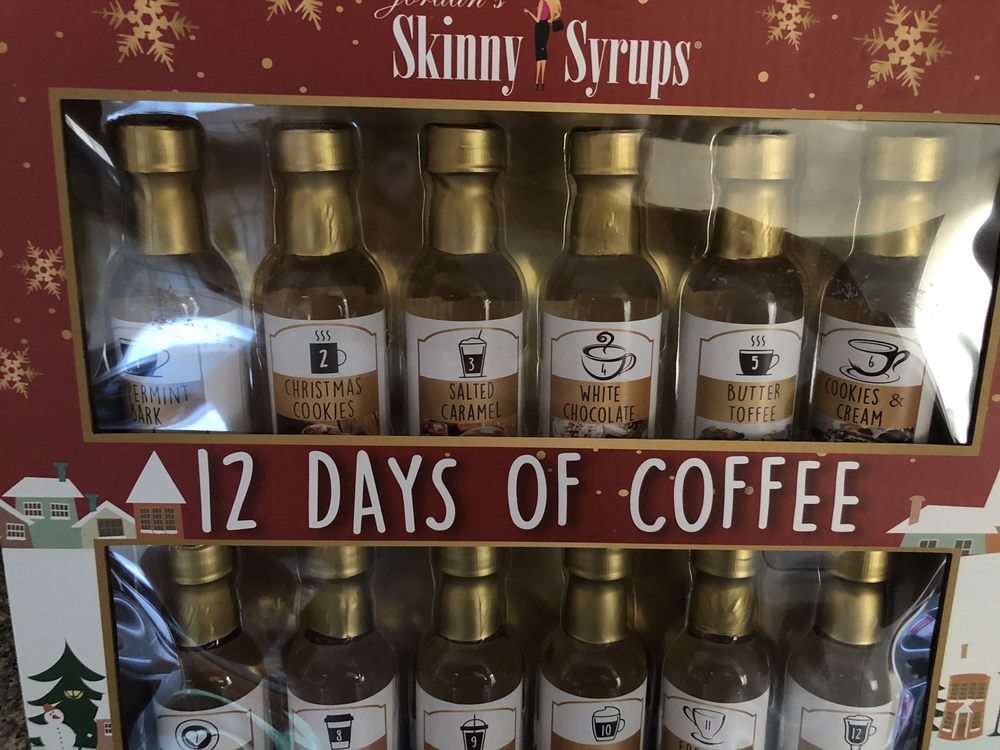 Jordan's
Skinny Syrups®
2
CHRISTMAS
COOKIES
3
SALTED
CARAMEL
4
WHITE
CHOCOLATE
5
BUTTER
TOFFEE
6
COOKIES &
CREAM
PERMINT
BARK
12 DAYS OF COFFEE
8
9
10
11
12